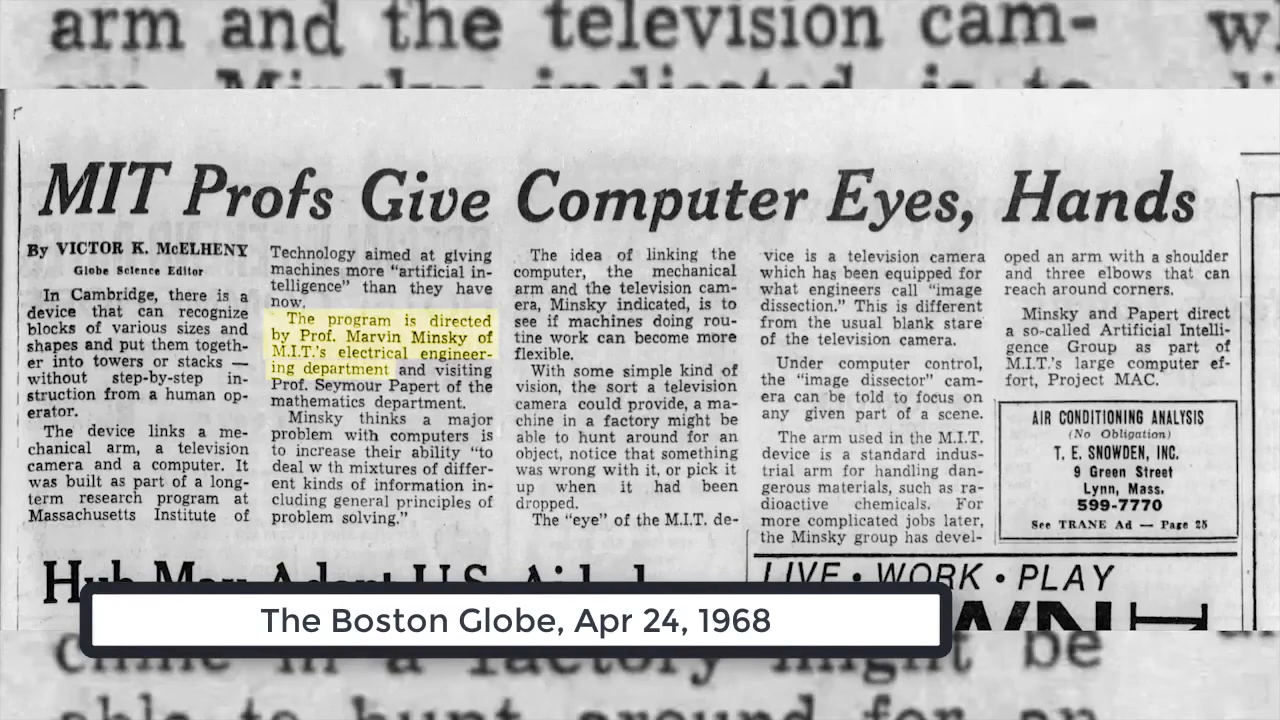 arm and the television cam-
MIT Profs Give Computer Eyes, Hands
By VICTOR K. McELHENY
Globe Science Editor
In Cambridge, there is a
device that can recognize
blocks of various sizes and
shapes and put them togeth-
er into towers or stacks —
without step-by-step in-
struction from a human op-
erator.
The device links a me-
chanical arm, a television
camera and a computer. It
was built as part of a long-
term research program at
Massachusetts Institute of
Technology aimed at giving
machines more “artificial in-
telligence” than they have
now.
The program is directed
by Prof. Marvin Minsky of
M.I.T.’s electrical engineer-
ing department and visiting
Prof. Seymour Papert of the
mathematics department.
Minsky thinks a major
problem with computers is
to increase their ability “to
deal w th mixtures of differ-
ent kinds of information in-
cluding general principles of
problem solving.”
The idea of linking the
computer, the mechanical
arm and the television cam-
era, Minsky indicated, is to
see if machines doing rou-
tine work can become more
flexible.
With some simple kind of
vision, the sort a television
camera could provide, a ma-
chine in a factory might be
able to hunt around for an
object, notice that something
was wrong with it, or pick it
up when it had been
dropped.
The “eye” of the M.I.T. de-
vice is a television camera
which has been equipped for
what engineers call “image
dissection.” This is different
from the usual blank stare
of the television camera.
Under computer control,
the “image dissector” cam-
era can be told to focus on
any given part of a scene.
The arm used in the M.I.T.
device is a standard indus-
trial arm for handling dan-
gerous materials, such as ra-
dioactive chemicals. For
more complicated jobs later,
the Minsky group has devel-
oped an arm with a shoulder
and three elbows that can
reach around corners.
Minsky and Papert direct
a so-called Artificial Intelli-
gence Group as part of
M.I.T.’s large computer ef-
fort, Project MAC.
AIR CONDITIONING ANALYSIS
(No Obligation)
T. E. SNOWDEN, INC.
9 Green Street
Lynn, Mass.
599-7770
See TRANE Ad — Page 25
LIVE • WORK • PLAY
The Boston Globe, Apr 24, 1968
chine in a factory might be
able to hunt around for an